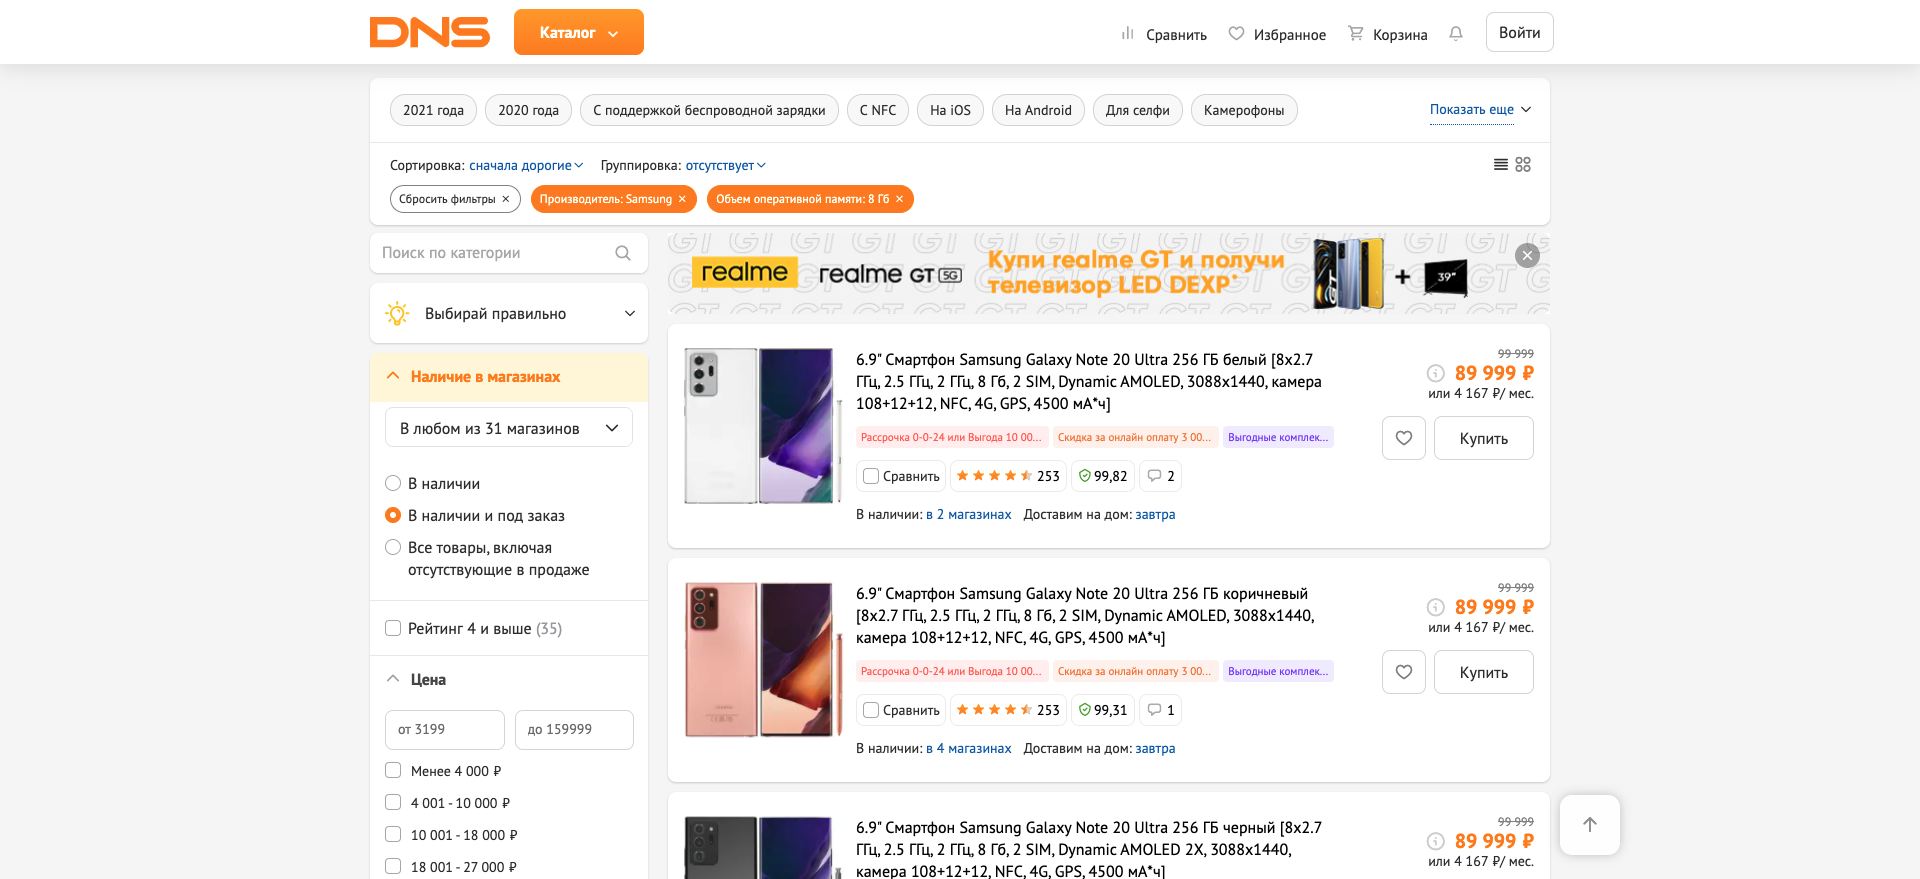 DNS
Каталог
Сравнить
Избранное
Корзина
Войти
2021 года
2020 года
С поддержкой беспроводной зарядки
С NFC
На iOS
На Android
Для селфи
Камерофоны
Показать еще
Сортировка: сначала дорогие
Группировка: отсутствует
Сбросить фильтры ×
Производитель: Samsung ×
Объем оперативной памяти: 8 Гб ×
Поиск по категории
Выбирай правильно
Наличие в магазинах
В любом из 31 магазинов
В наличии
В наличии и под заказ
Все товары, включая
отсутствующие в продаже
Рейтинг 4 и выше (35)
Цена
от 3199
до 159999
Менее 4 000 ₽
4 001 - 10 000 ₽
10 001 - 18 000 ₽
18 001 - 27 000 ₽
realme
realme GT 5G
Купи realme GT и получи
телевизор LED DEXP*
GT
+
39"
6.9" Смартфон Samsung Galaxy Note 20 Ultra 256 ГБ белый [8x2.7
ГГц, 2.5 ГГц, 2 ГГц, 8 Гб, 2 SIM, Dynamic AMOLED, 3088x1440, камера
108+12+12, NFC, 4G, GPS, 4500 мА*ч]
Рассрочка 0-0-24 или Выгода 10 00...
Скидка за онлайн оплату 3 00...
Выгодные комплек...
Сравнить
253
99,82
2
В наличии: в 2 магазинах
Доставим на дом: завтра
99 999
89 999 ₽
или 4 167 ₽/ мес.
Купить
6.9" Смартфон Samsung Galaxy Note 20 Ultra 256 ГБ коричневый
[8x2.7 ГГц, 2.5 ГГц, 2 ГГц, 8 Гб, 2 SIM, Dynamic AMOLED, 3088x1440,
камера 108+12+12, NFC, 4G, GPS, 4500 мА*ч]
Рассрочка 0-0-24 или Выгода 10 00...
Скидка за онлайн оплату 3 00...
Выгодные комплек...
Сравнить
253
99,31
1
В наличии: в 4 магазинах
Доставим на дом: завтра
99 999
89 999 ₽
или 4 167 ₽/ мес.
Купить
6.9" Смартфон Samsung Galaxy Note 20 Ultra 256 ГБ черный [8x2.7
ГГц, 2.5 ГГц, 2 ГГц, 8 Гб, 2 SIM, Dynamic AMOLED 2X, 3088x1440,
камера 108+12+12, NFC, 4G, GPS, 4500 мА*ч]
99 999
89 999 ₽
или 4 167 ₽/ мес.